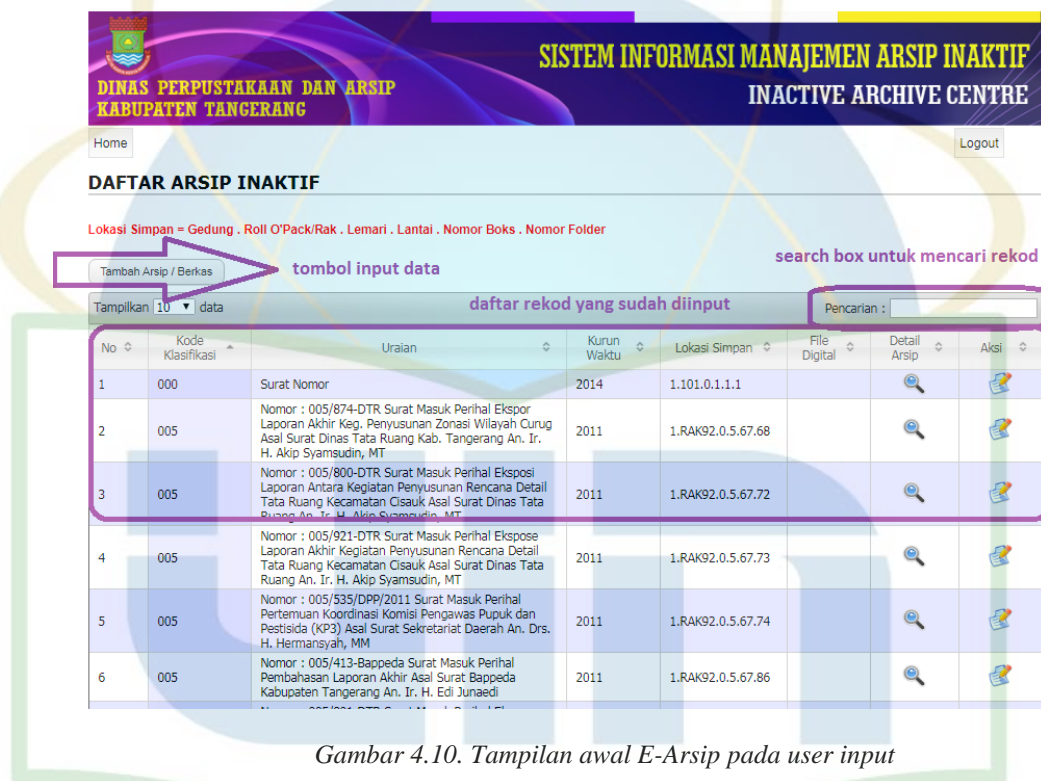 SISTEM INFORMASI MANAJEMEN ARSIP INAKTIF
INACTIVE ARCHIVE CENTRE
DINAS PERPUSTAKAAN DAN ARSIP
KABUPATEN TANGERANG
Home
Logout
DAFTAR ARSIP INAKTIF
Lokasi Simpan = Gedung . Roll O'Pack/Rak . Lemari . Lantai . Nomor Boks . Nomor Folder
search box untuk mencari rekod
Tambah Arsip / Berkas
tombol input data
Tampilkan 10 data
daftar rekod yang sudah diinput
Pencarian :
No Kode Klasifikasi Uraian Kurun Waktu Lokasi Simpan File Digital Detail Arsip Aksi
1 000 Surat Nomor 2014 1.101.0.1.1.1
Nomor : 005/874-DTR Surat Masuk Perihal Ekspor
Laporan Akhir Keg. Penyusunan Zonasi Wilayah Curug
2 005 Asal Surat Dinas Tata Ruang Kab. Tangerang An. Ir. 2011 1.RAK92.0.5.67.68
H. Akip Syamsudin, MT
Nomor : 005/800-DTR Surat Masuk Perihal Eksposi
Laporan Antara Kegiatan Penyusunan Rencana Detail
3 005 Tata Ruang Kecamatan Cisauk Asal Surat Dinas Tata 2011 1.RAK92.0.5.67.72
Ruang An. Ir. H. Akip Syamsudin, MT
Nomor : 005/921-DTR Surat Masuk Perihal Ekspose
Laporan Akhir Kegiatan Penyusunan Rencana Detail
4 005 Tata Ruang Kecamatan Cisauk Asal Surat Dinas Tata 2011 1.RAK92.0.5.67.73
Ruang An. Ir. H. Akip Syamsudin, MT
Nomor : 005/535/DPP/2011 Surat Masuk Perihal
Pertemuan Koordinasi Komisi Pengawas Pupuk dan
5 005 Pestisida (KP3) Asal Surat Sekretariat Daerah An. Drs. 2011 1.RAK92.0.5.67.74
H. Hermansyah, MM
Nomor : 005/413-Bappeda Surat Masuk Perihal
6 005 Pembahasan Laporan Akhir Asal Surat Bappeda 2011 1.RAK92.0.5.67.86
Kabupaten Tangerang An. Ir. H. Edi Junaedi
Gambar 4.10. Tampilan awal E-Arsip pada user input